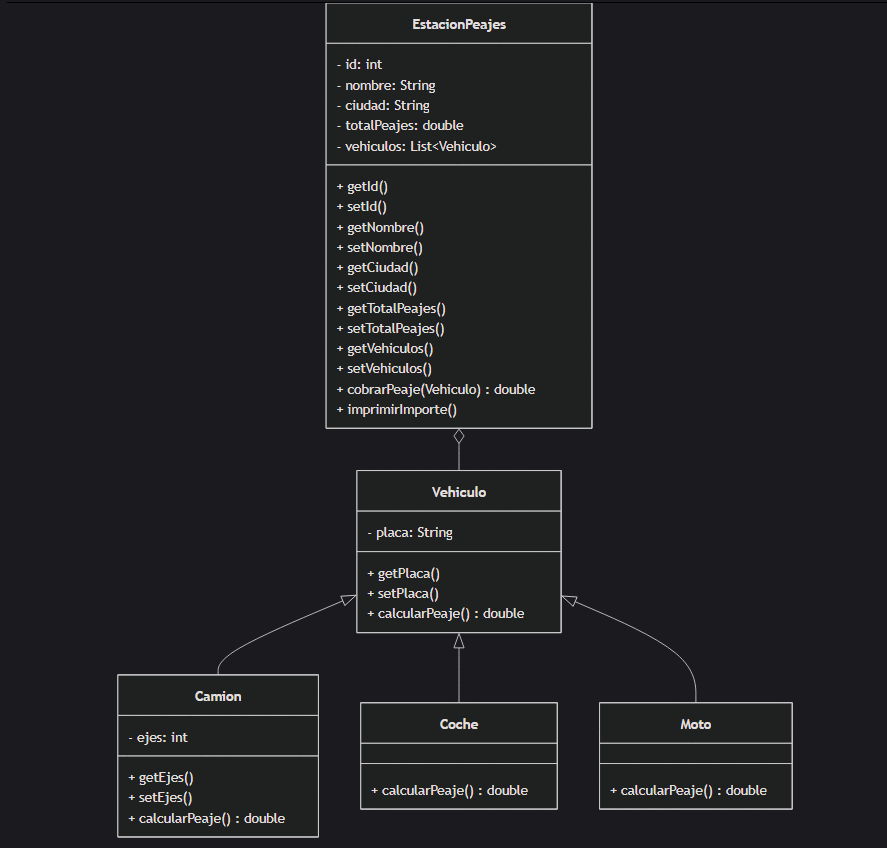 EstacionPeajes
- id: int
- nombre: String
- ciudad: String
- totalPeajes: double
- vehiculos: List<Vehiculo>
+ getId()
+ setId()
+ getNombre()
+ setNombre()
+ getCiudad()
+ setCiudad()
+ getTotalPeajes()
+ setTotalPeajes()
+ getVehiculos()
+ setVehiculos()
+ cobrarPeaje(Vehiculo) : double
+ imprimirImporte()
Vehiculo
- placa: String
+ getPlaca()
+ setPlaca()
+ calcularPeaje() : double
Camion
- ejes: int
+ getEjes()
+ setEjes()
+ calcularPeaje() : double
Coche
+ calcularPeaje() : double
Moto
+ calcularPeaje() : double